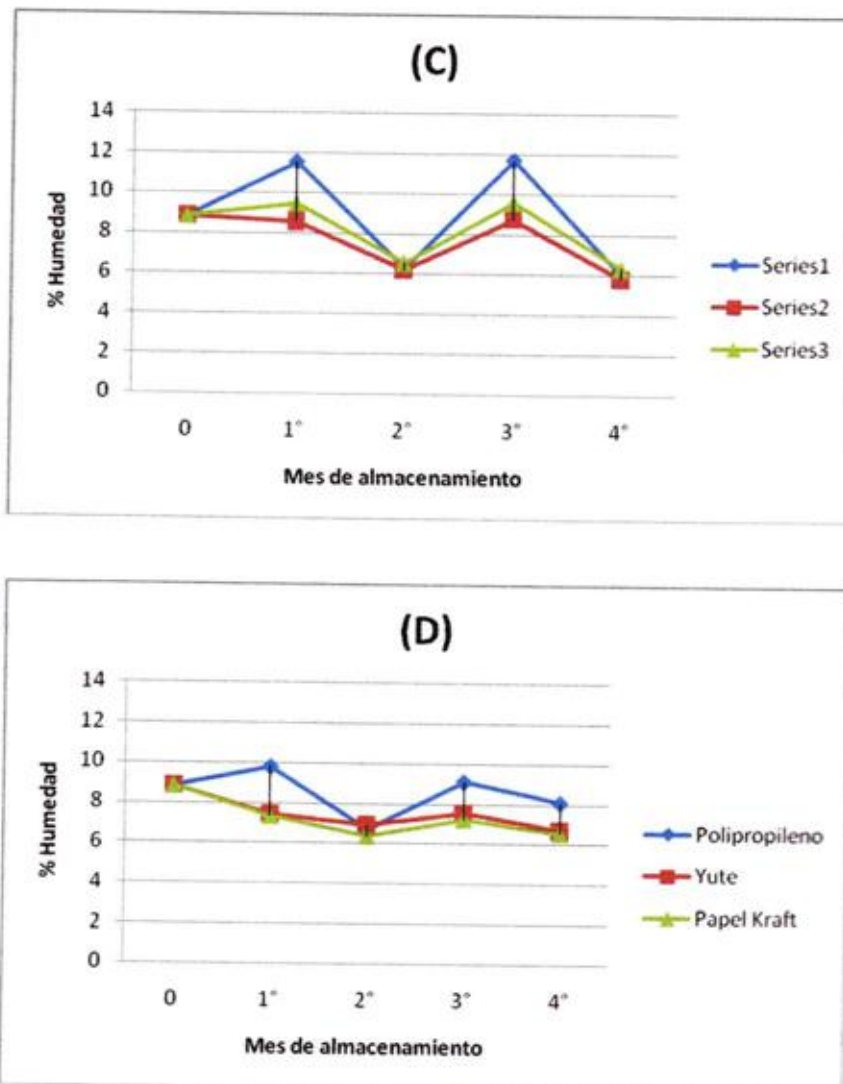 (C)
14
12
10
8
6
4
2
0
% Humedad
0 1° 2° 3° 4°
Mes de almacenamiento
Series1
Series2
Series3
(D)
14
12
10
8
6
4
2
0
% Humedad
0 1° 2° 3° 4°
Mes de almacenamiento
Polipropileno
Yute
Papel Kraft